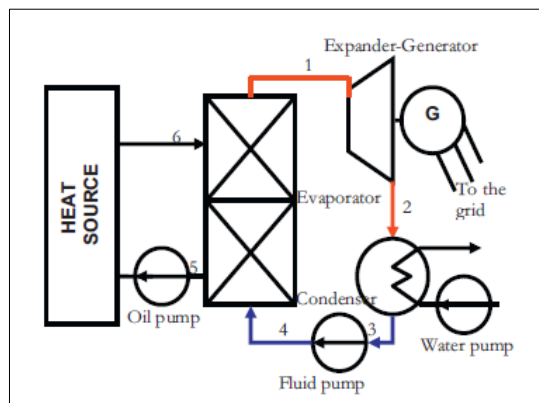 Expander-Generator
1
G
6
HEAT
SOURCE
To the
grid
Evaporator
2
5
Condenser
Oil pump
4
3
Water pump
Fluid pump